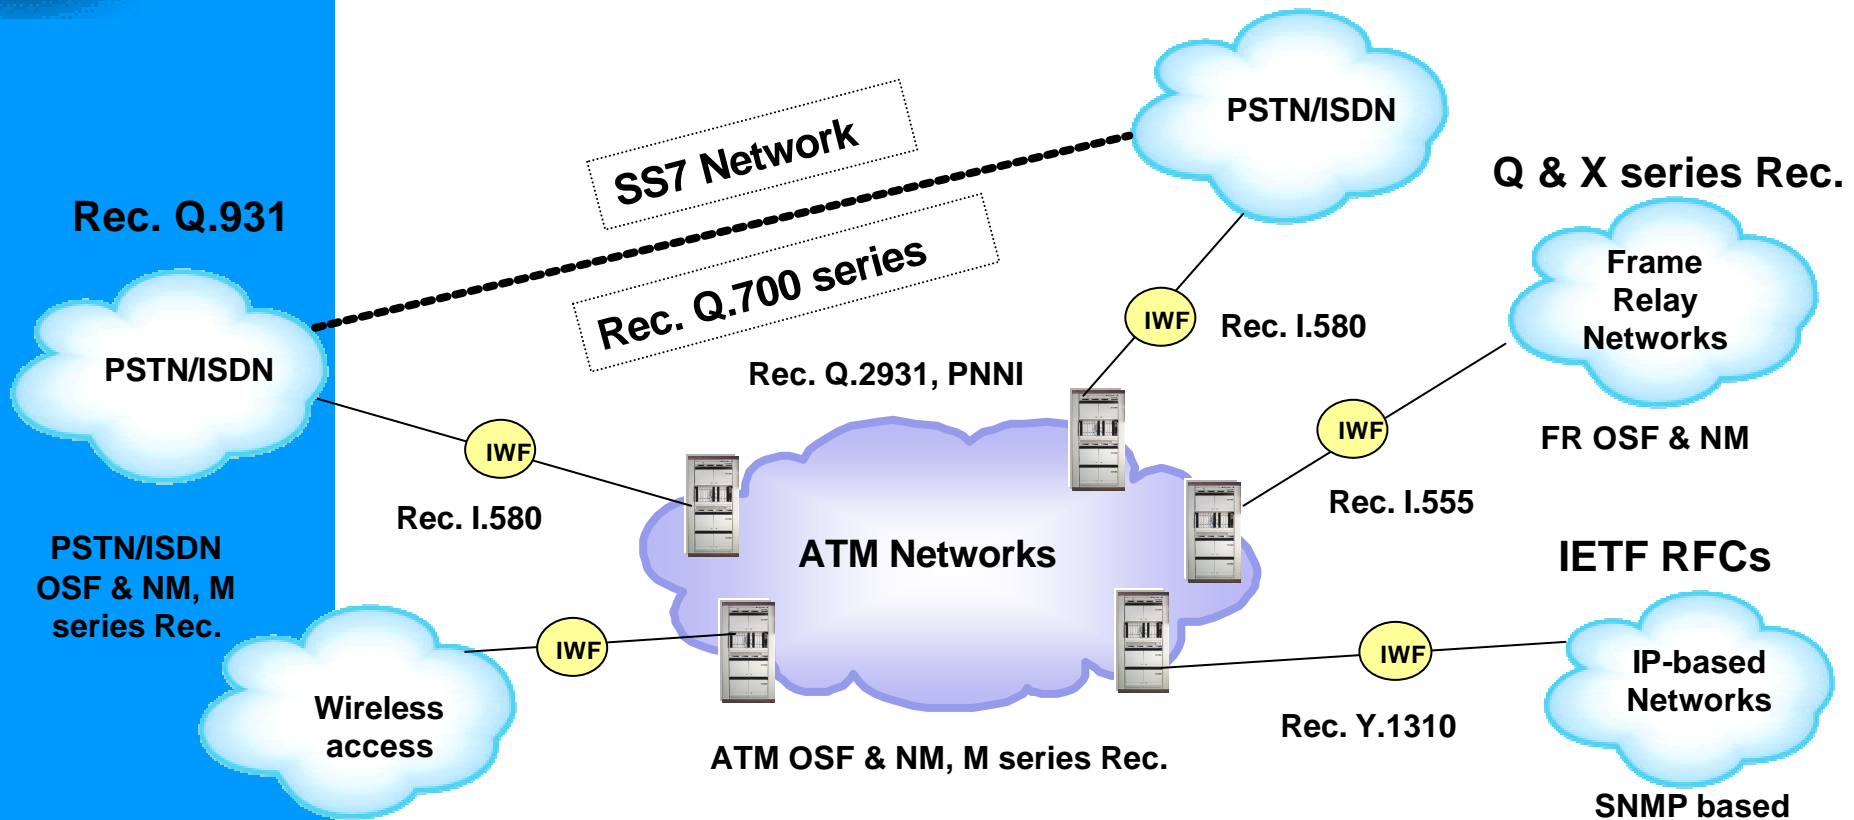 PSTN/ISDN
SS7 Network
Q & X series Rec.
Rec. Q.931
Rec. Q.700 series
Frame
Relay
Networks
IWF
Rec. I.580
PSTN/ISDN
Rec. Q.2931, PNNI
IWF
FR OSF & NM
IWF
Rec. I.580
Rec. I.555
PSTN/ISDN
OSF & NM, M
series Rec.
ATM Networks
IETF RFCs
IWF
IWF
IP-based
Networks
Wireless
access
Rec. Y.1310
ATM OSF & NM, M series Rec.
SNMP based